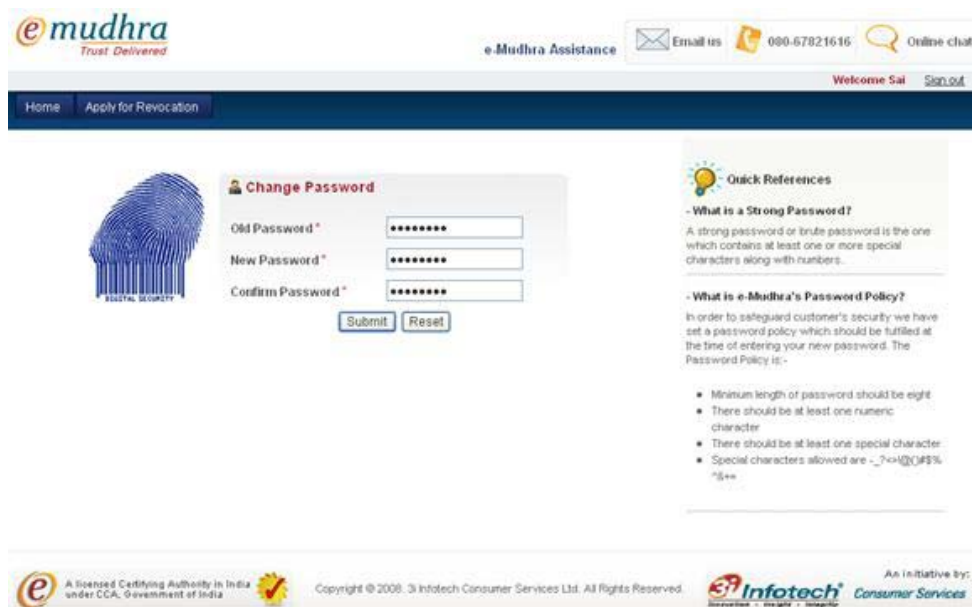 e mudhra
Trust Delivered
e-Mudhra Assistance
Email us
080-67821616
Online chat
Welcome Sai
Sign out
Home
Apply for Revocation
DIGITAL SECURITY
Change Password
Old Password *
New Password *
Confirm Password *
Submit
Reset
Quick References
- What is a Strong Password?
A strong password or brute password is the one
which contains at least one or more special
characters along with numbers.
- What is e-Mudhra's Password Policy?
In order to safeguard customer's security we have
set a password policy which should be fulfilled at
the time of entering your new password. The
Password Policy is:-
• Minimum length of password should be eight
• There should be at least one numeric
character
• There should be at least one special character
• Special characters allowed are
e
A licensed Certifying Authority in India
under CCA, Government of India
Copyright @ 2008. 3i Infotech Consumer Services Ltd. All Rights Reserved.
3i Infotech
An initiative by:
Consumer Services